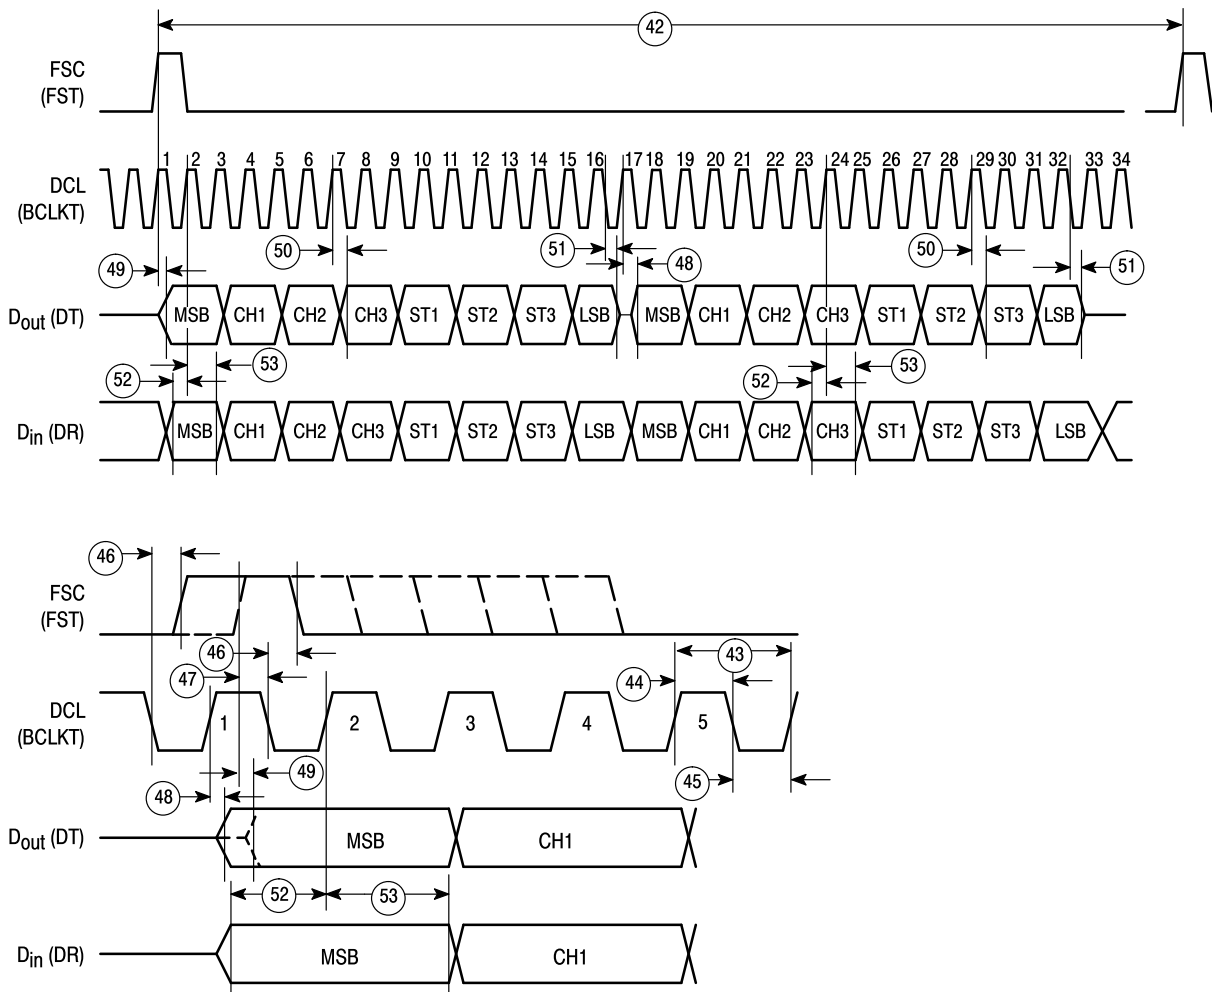 42
FSC
(FST)
1 2 3 4 5 6 7 8 9 10 11 12 13 14 15 16 17 18 19 20 21 22 23 24 25 26 27 28 29 30 31 32 33 34
DCL
(BCLKT)
49 50 51 48 50 51
Dout (DT) MSB CH1 CH2 CH3 ST1 ST2 ST3 LSB MSB CH1 CH2 CH3 ST1 ST2 ST3 LSB
52 53 52 53
Din (DR) MSB CH1 CH2 CH3 ST1 ST2 ST3 LSB MSB CH1 CH2 CH3 ST1 ST2 ST3 LSB
46
FSC
(FST)
46 43
47 44
DCL
(BCLKT)
1 2 3 4 5
49 45
48
Dout (DT) MSB CH1
52 53
Din (DR) MSB CH1